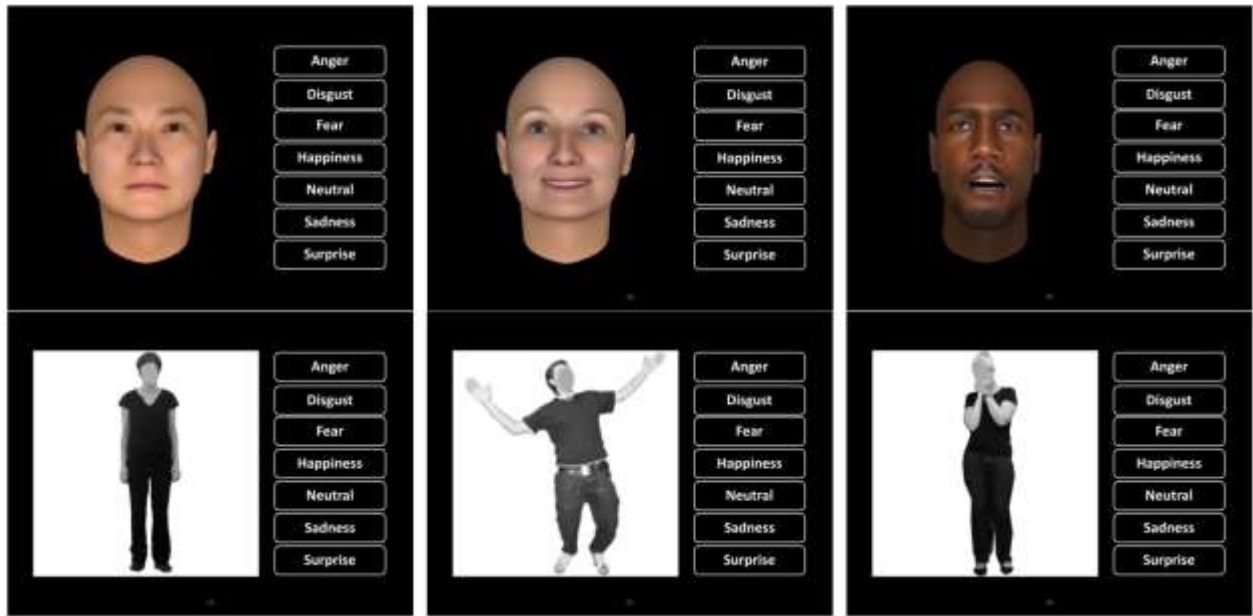 Anger
Disgust
Fear
Happiness
Neutral
Sadness
Surprise
Anger
Disgust
Fear
Happiness
Neutral
Sadness
Surprise
Anger
Disgust
Fear
Happiness
Neutral
Sadness
Surprise
Anger
Disgust
Fear
Happiness
Neutral
Sadness
Surprise
Anger
Disgust
Fear
Happiness
Neutral
Sadness
Surprise
Anger
Disgust
Fear
Happiness
Neutral
Sadness
Surprise